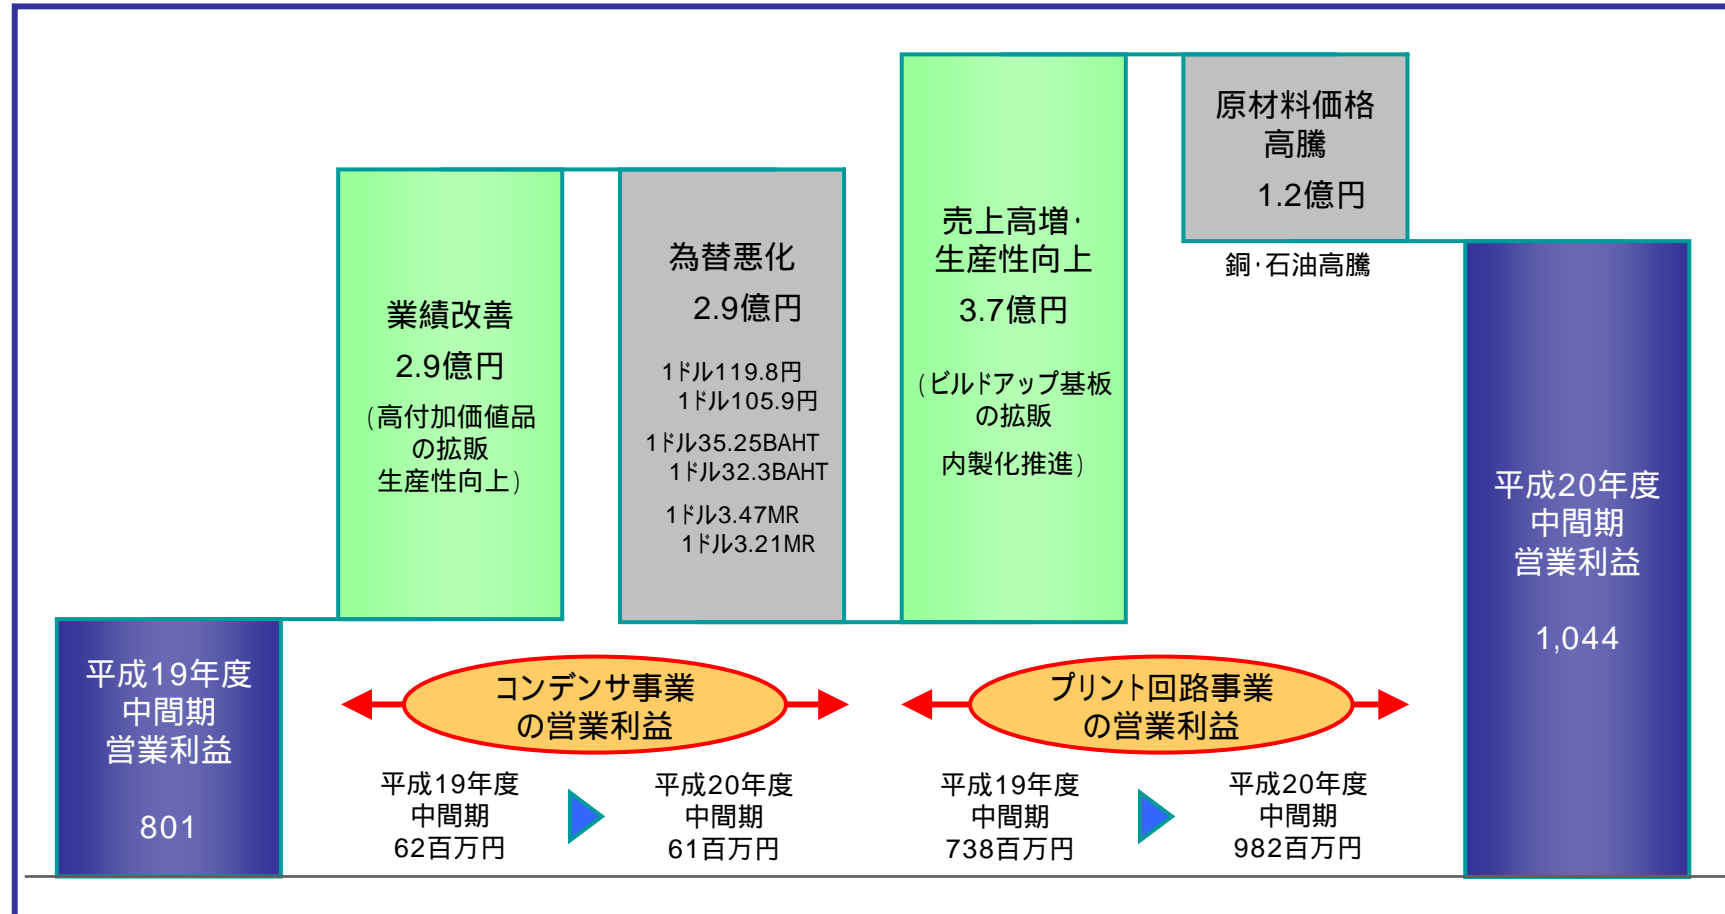 平成19年度
中間期
営業利益
801
業績改善
2.9億円
(高付加価値品
の拡販
生産性向上)
為替悪化
2.9億円
1ドル119.8円
1ドル105.9円
1ドル35.25BAHT
1ドル32.3BAHT
1ドル3.47MR
1ドル3.21MR
売上高増・
生産性向上
3.7億円
(ビルドアップ基板
の拡販
内製化推進)
原材料価格
高騰
1.2億円
銅・石油高騰
平成20年度
中間期
営業利益
1,044
コンデンサ事業
の営業利益
平成19年度
中間期
62百万円
平成20年度
中間期
61百万円
プリント回路事業
の営業利益
平成19年度
中間期
738百万円
平成20年度
中間期
982百万円